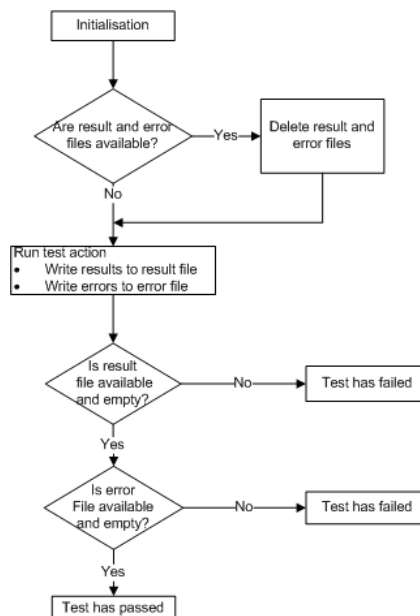 Initialisation
Are result and error
files available?
Yes
Delete result and
error files
No
Run test action
• Write results to result file
• Write errors to error file
Is result
file available
and empty?
No
Test has failed
Yes
Is error
File available
and empty?
No
Test has failed
Yes
Test has passed